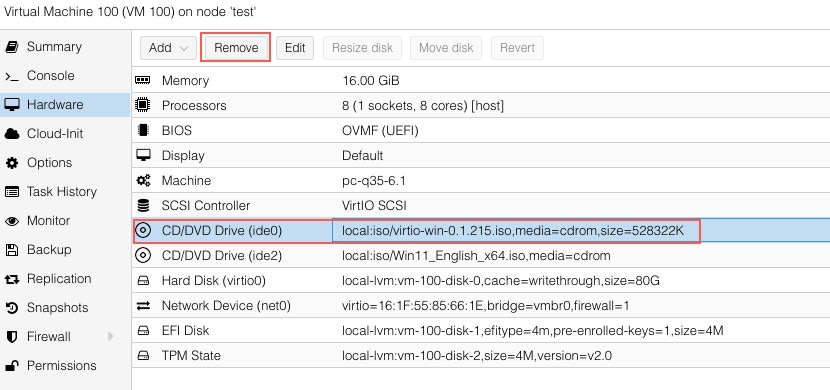 Virtual Machine 100 (VM 100) on node 'test'
Summary
Console
Hardware
Cloud-Init
Options
Task History
Monitor
Backup
Replication
Snapshots
Firewall
Permissions
Add Remove Edit Resize disk Move disk Revert
Memory 16.00 GiB
Processors 8 (1 sockets, 8 cores) [host]
BIOS OVMF (UEFI)
Display Default
Machine pc-q35-6.1
SCSI Controller VirtIO SCSI
CD/DVD Drive (ide0) local:iso/virtio-win-0.1.215.iso,media=cdrom,size=528322K
CD/DVD Drive (ide2) local:iso/Win11_English_x64.iso,media=cdrom
Hard Disk (virtio0) local-lvm:vm-100-disk-0,cache=writethrough,size=80G
Network Device (net0) virtio=16:1F:55:85:66:1E,bridge=vmbr0,firewall=1
EFI Disk local-lvm:vm-100-disk-1,efitype=4m,pre-enrolled-keys=1,size=4M
TPM State local-lvm:vm-100-disk-2,size=4M,version=v2.0